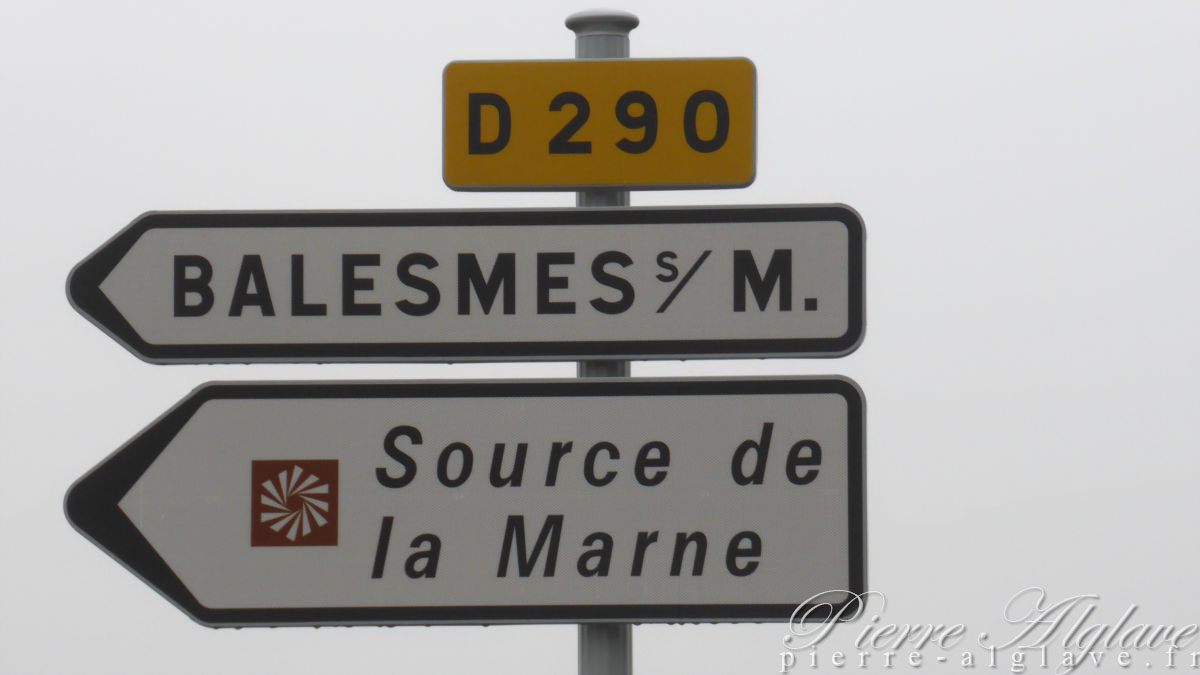 D 290
BALESMES s/ M.
Source de
la Marne
Pierre Alglave
pierre-alglave.fr